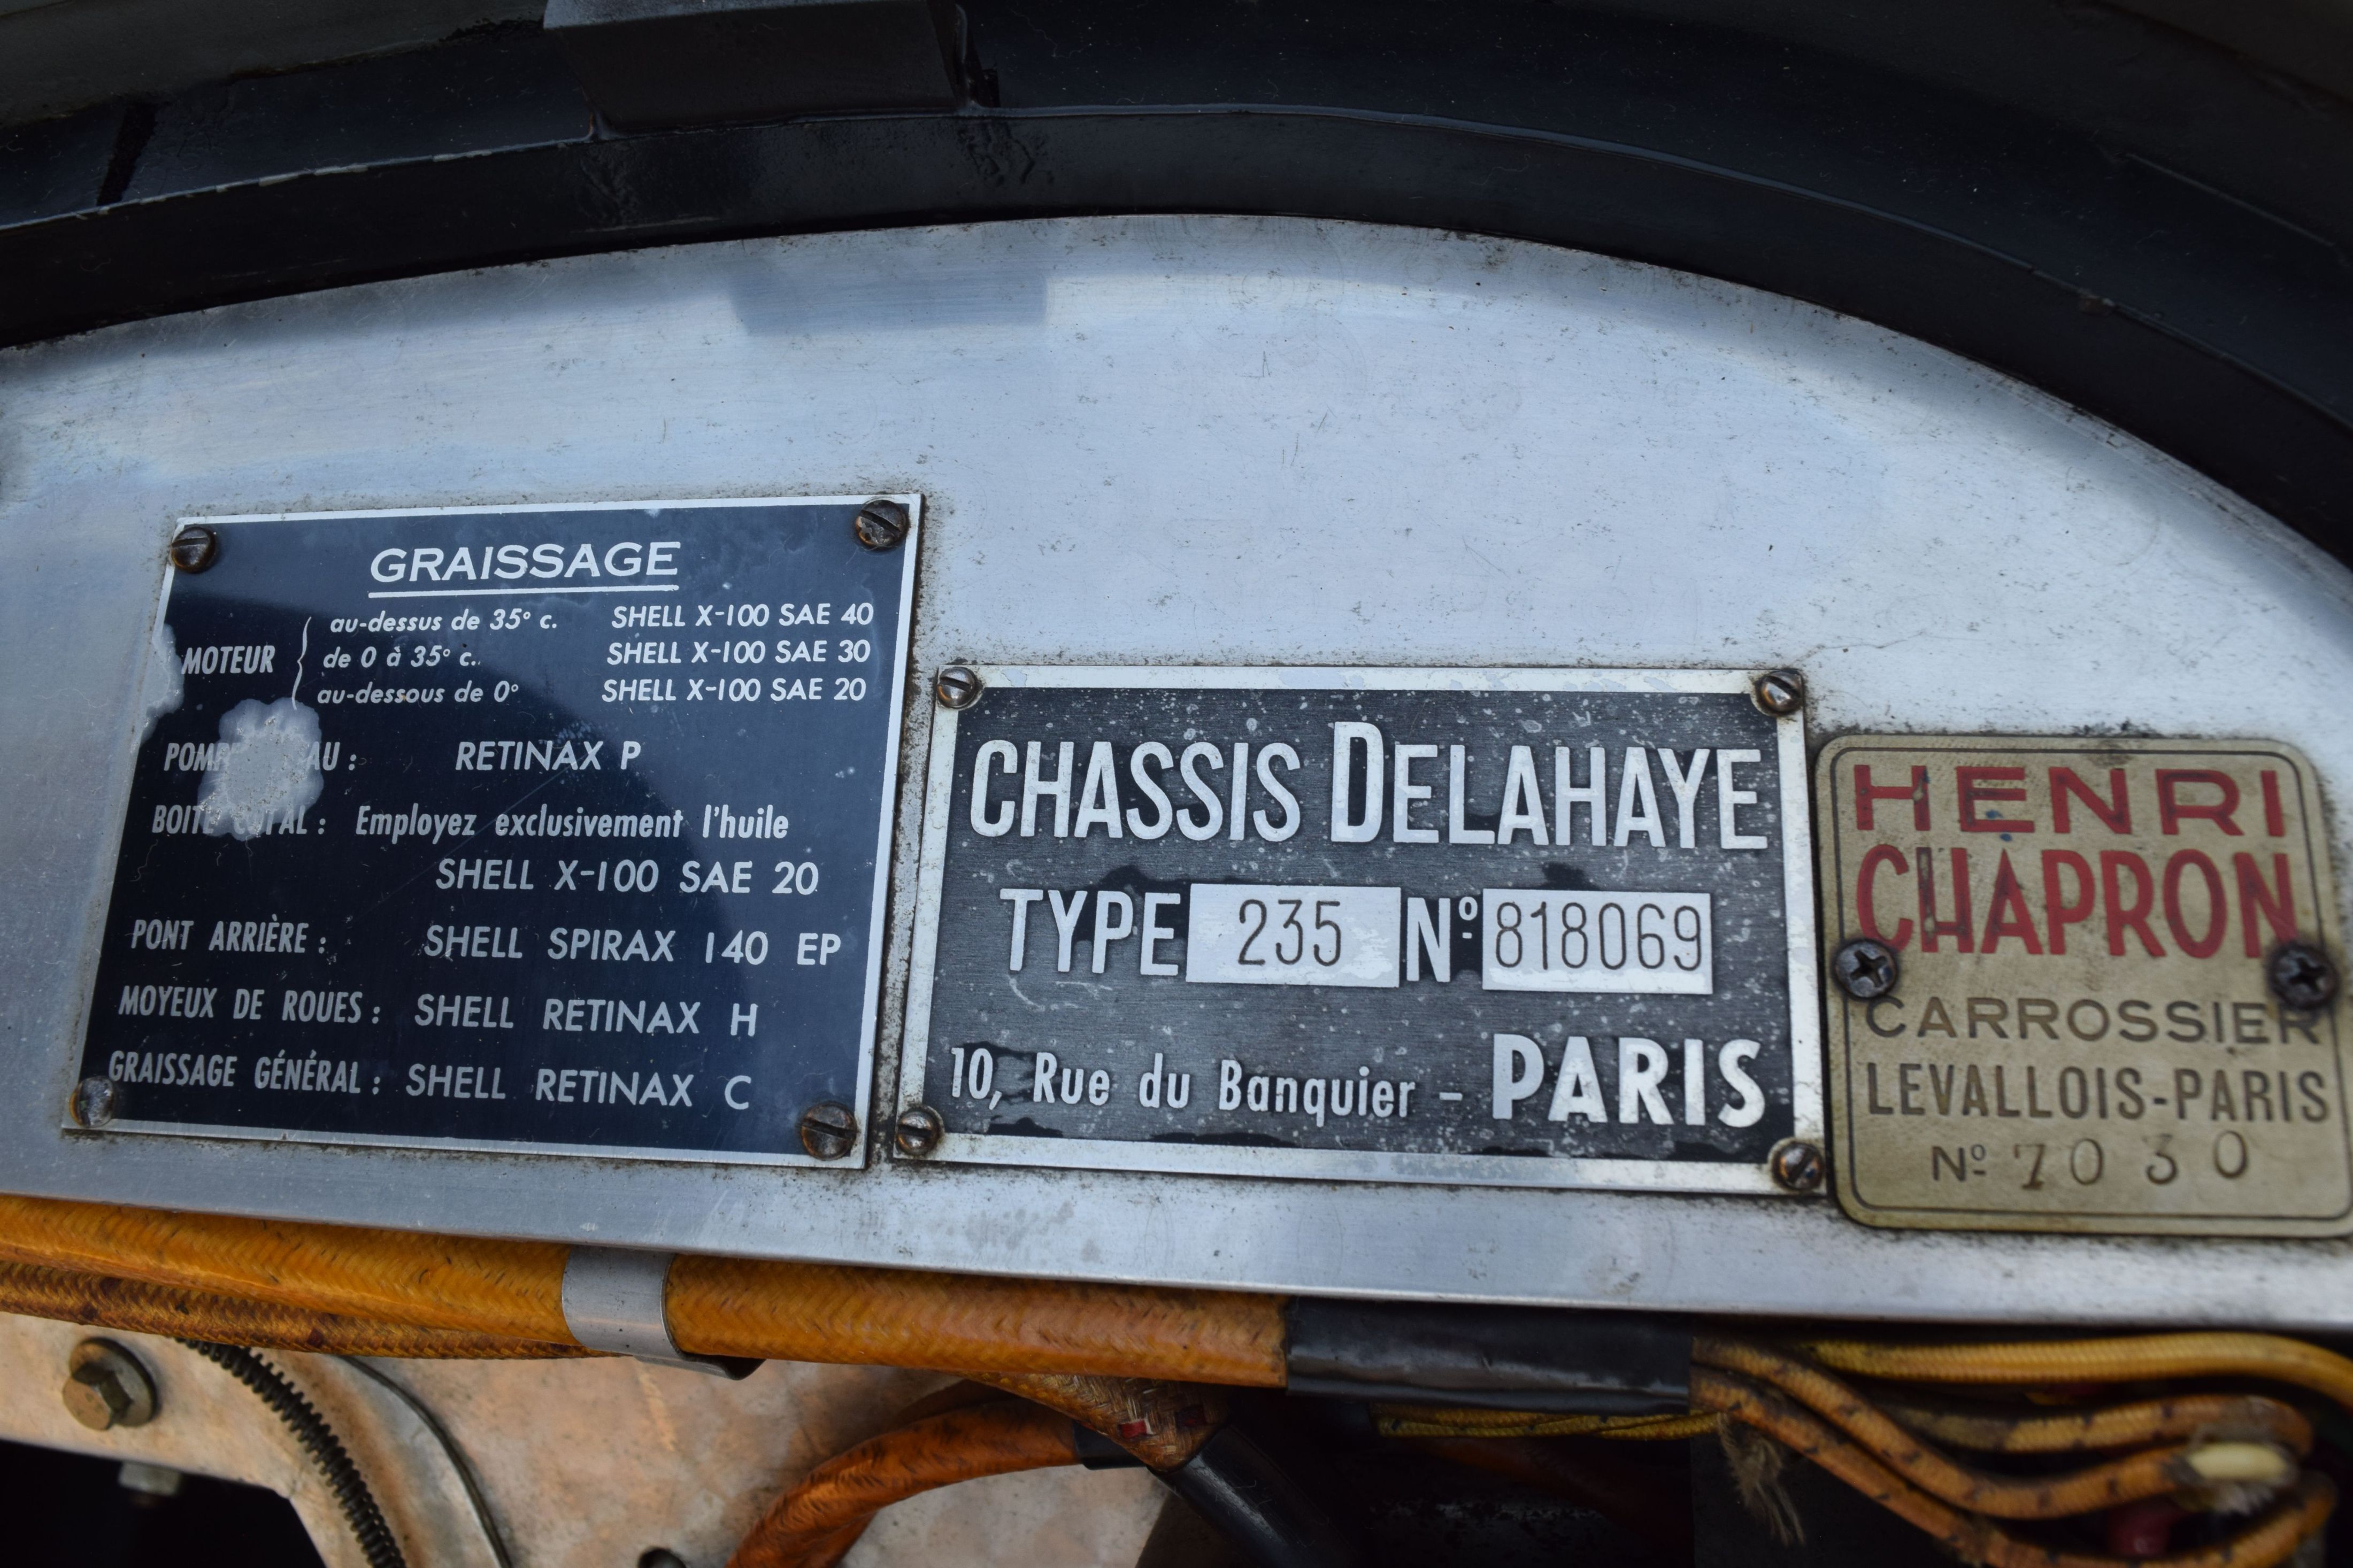 GRAISSAGE
MOTEUR
au-dessus de 35° c. SHELL X-100 SAE 40
de 0 à 35° c. SHELL X-100 SAE 30
au-dessous de 0° SHELL X-100 SAE 20
RETINAX P
Employez exclusivement l'huile
SHELL X-100 SAE 20
PONT ARRIÈRE : SHELL SPIRAX 140 EP
MOYEUX DE ROUES : SHELL RETINAX H
GRAISSAGE GÉNÉRAL : SHELL RETINAX C
CHASSIS DELAHAYE
TYPE 235 Nº 818069
10, Rue du Banquier - PARIS
HENRI
CHAPRON
CARROSSIER
LEVALLOIS-PARIS
Nº 7030